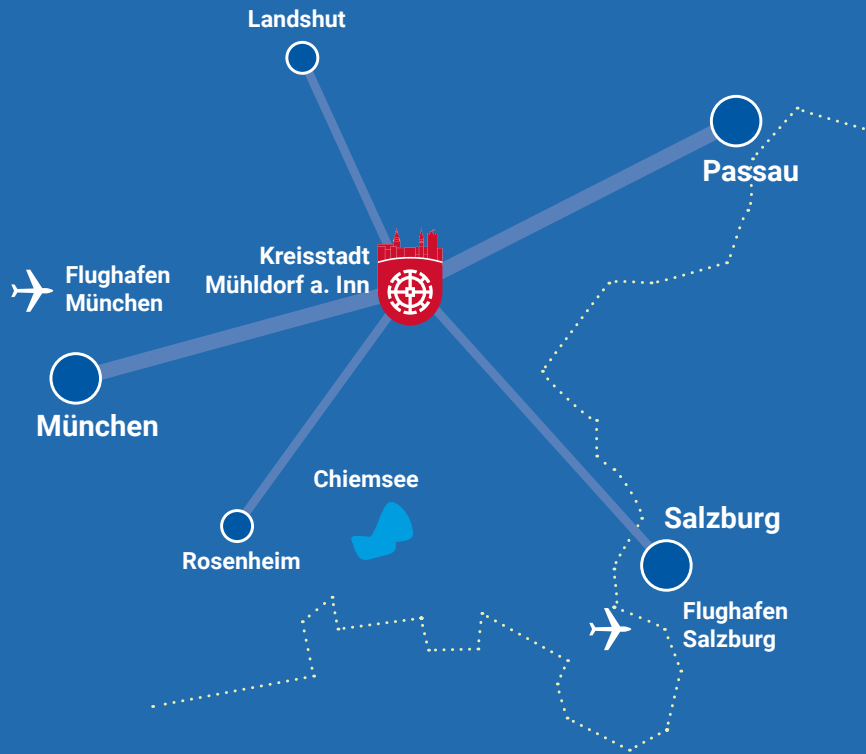 Landshut
Passau
Kreisstadt
Mühldorf a. Inn
Flughafen
München
München
Chiemsee
Salzburg
Rosenheim
Flughafen
Salzburg